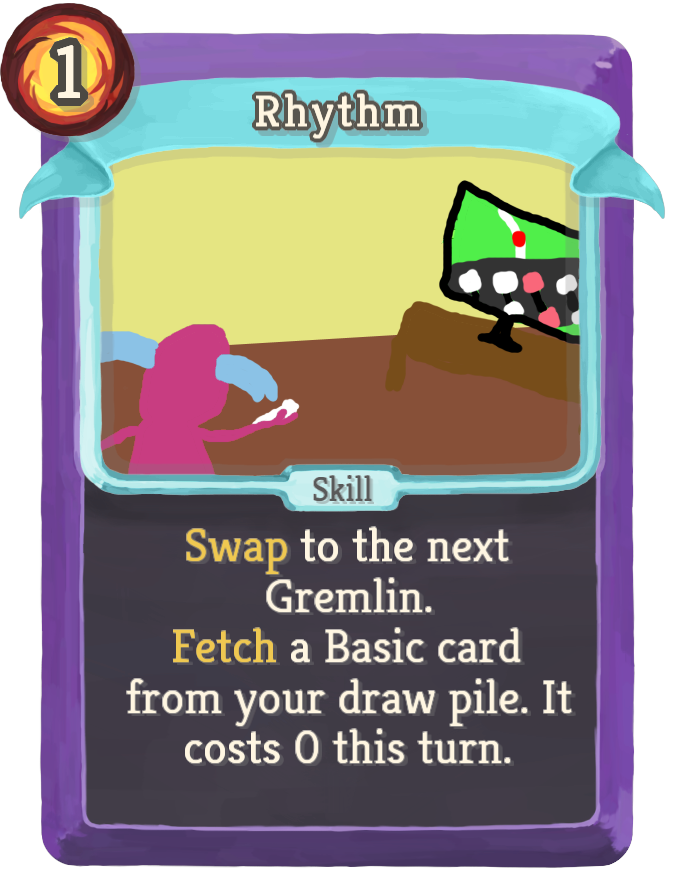 1
Rhythm
Skill
Swap to the next
Gremlin.
Fetch a Basic card
from your draw pile. It
costs 0 this turn.